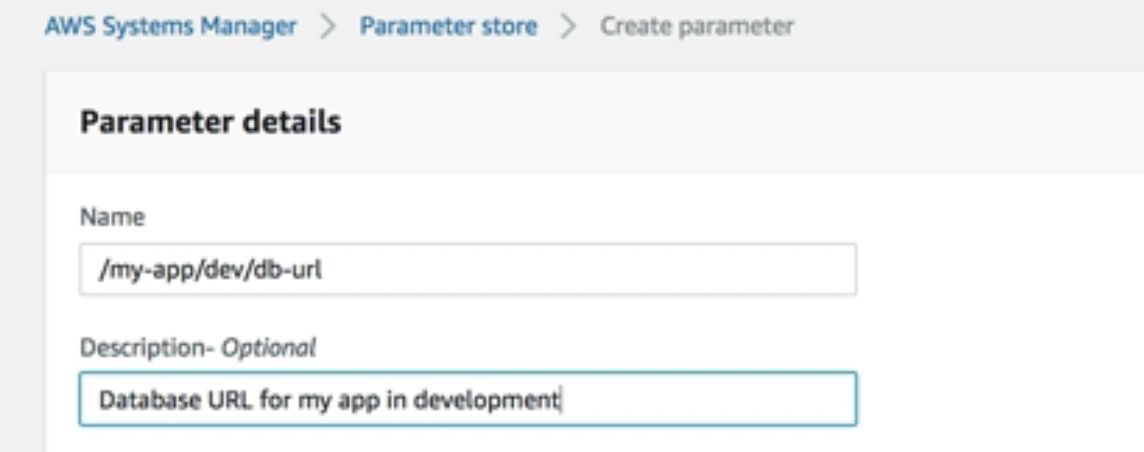 AWS Systems Manager > Parameter store > Create parameter
Parameter details
Name
/my-app/dev/db-url
Description- Optional
Database URL for my app in development